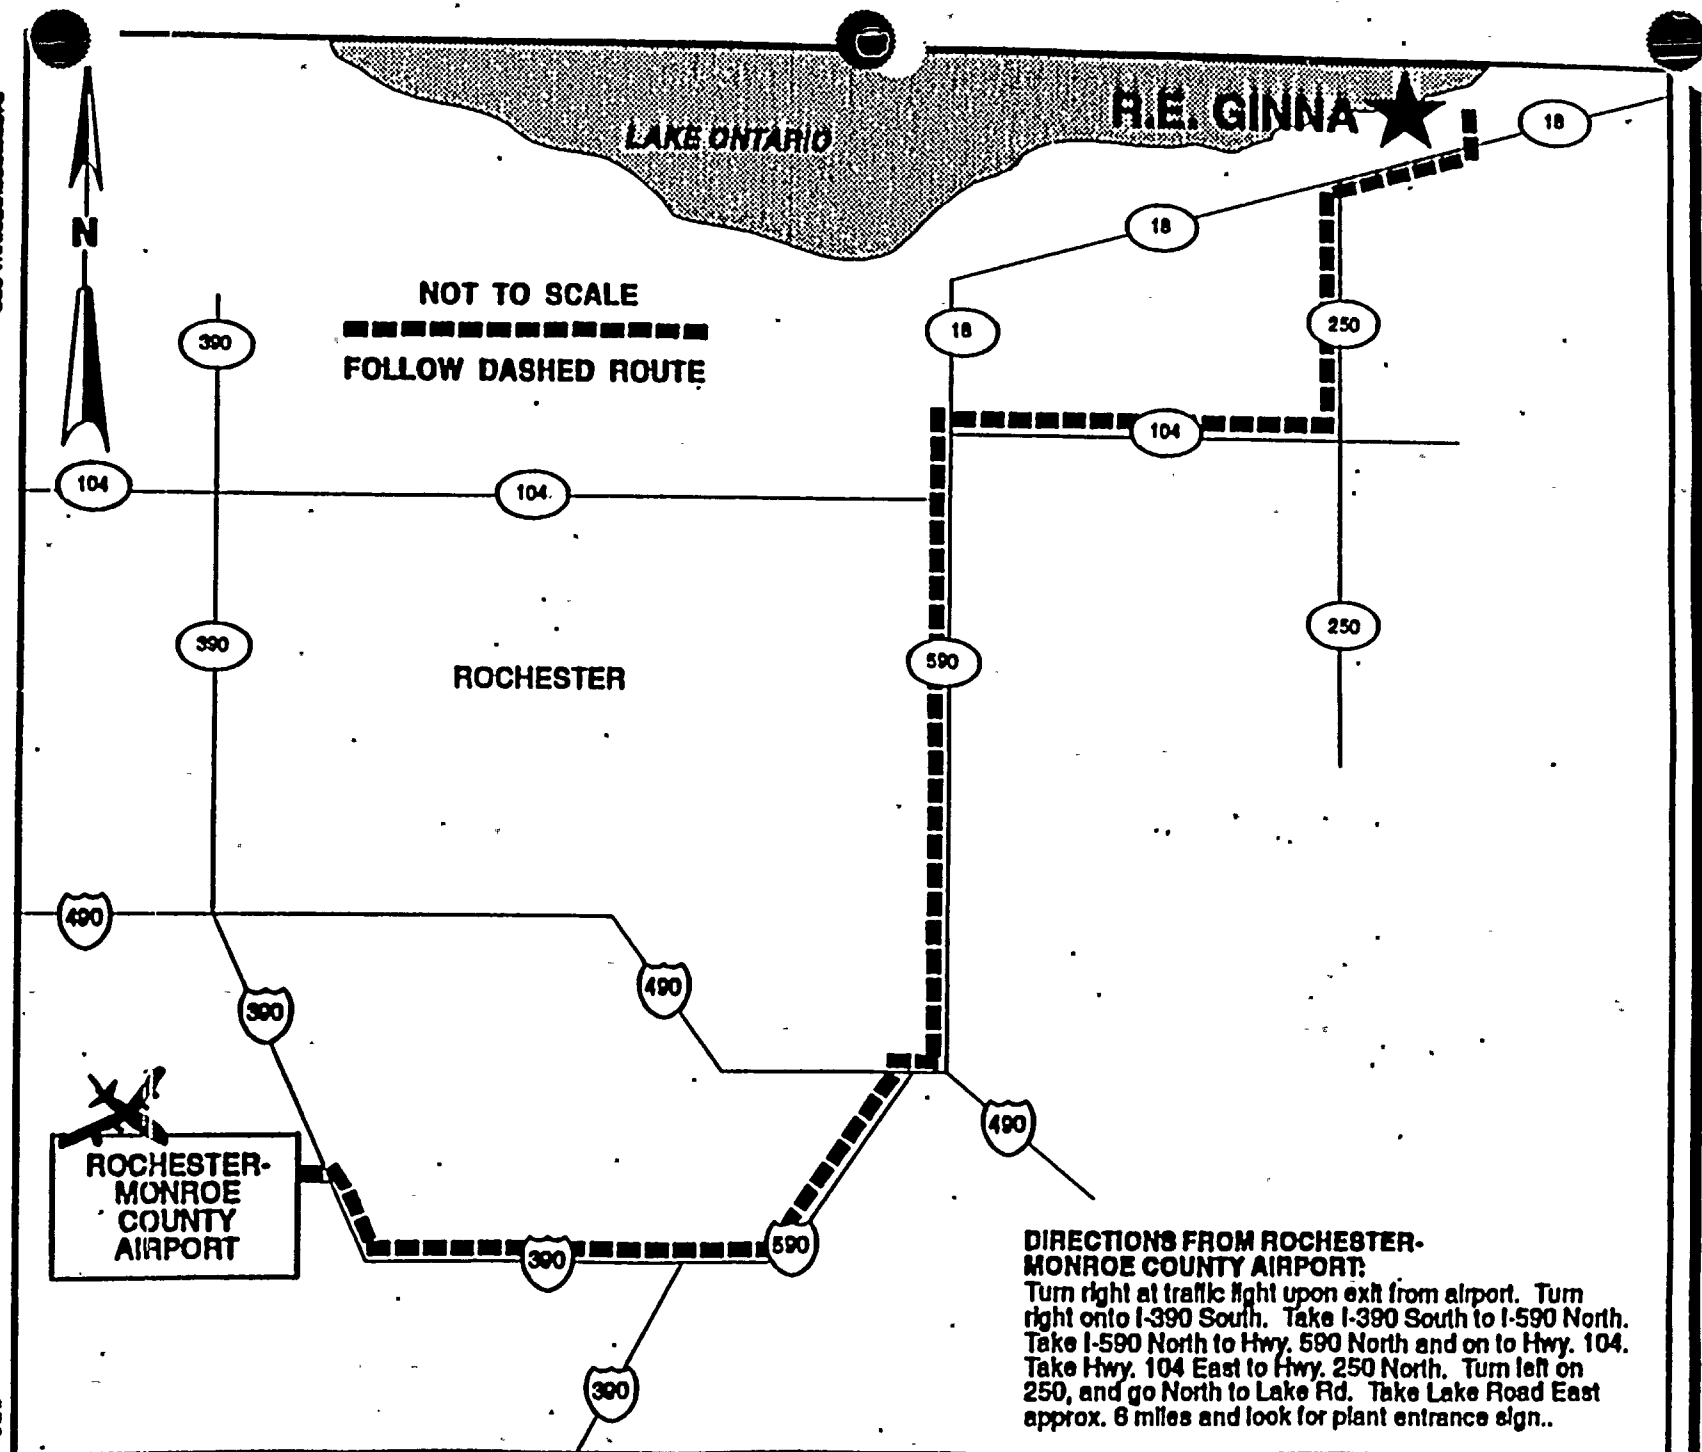 R.E. GINNA
LAKE ONTARIO
18
18
N
NOT TO SCALE
FOLLOW DASHED ROUTE
390
18
250
104
104
104
390
ROCHESTER
590
250
490
490
390
490
ROCHESTER-
MONROE
COUNTY
AIRPORT
390
590
390
DIRECTIONS FROM ROCHESTER-
MONROE COUNTY AIRPORT:
Turn right at traffic light upon exit from airport. Turn
right onto I-390 South. Take I-390 South to I-590 North.
Take I-590 North to Hwy. 590 North and on to Hwy. 104.
Take Hwy. 104 East to Hwy. 250 North. Turn left on
250, and go North to Lake Rd. Take Lake Road East
approx. 6 miles and look for plant entrance sign..